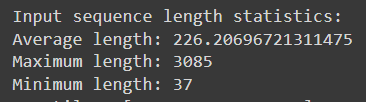 Input sequence length statistics:
Average length: 226.20696721311475
Maximum length: 3085
Minimum length: 37